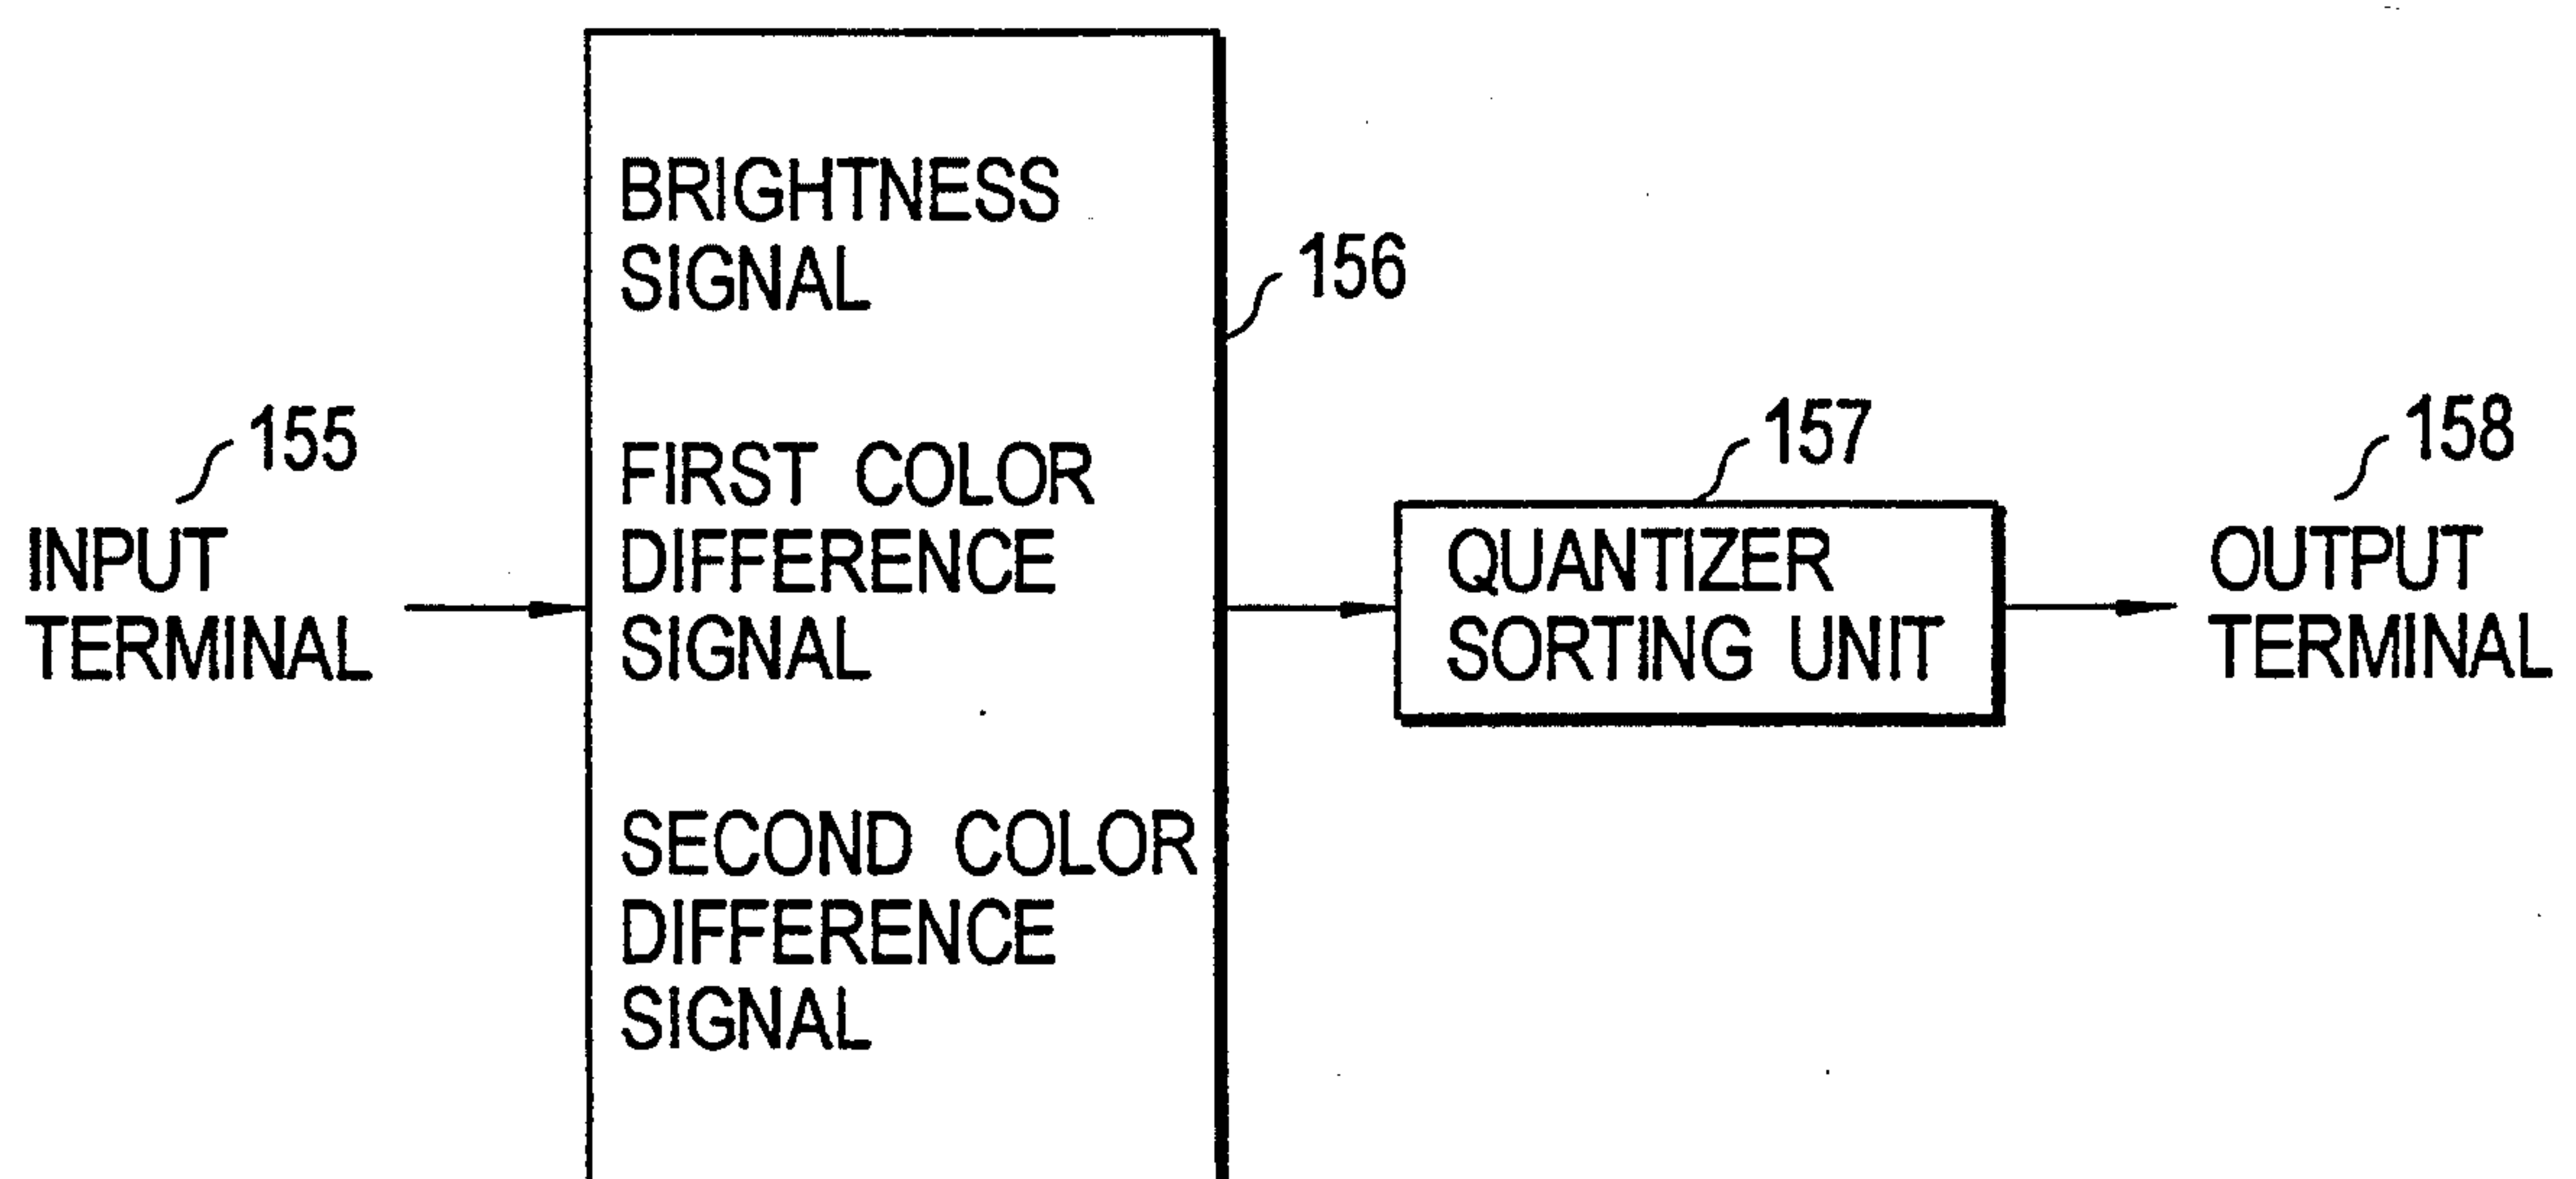 155
INPUT
TERMINAL
BRIGHTNESS
SIGNAL
FIRST COLOR
DIFFERENCE
SIGNAL
SECOND COLOR
DIFFERENCE
SIGNAL
156
157
QUANTIZER
SORTING UNIT
158
OUTPUT
TERMINAL